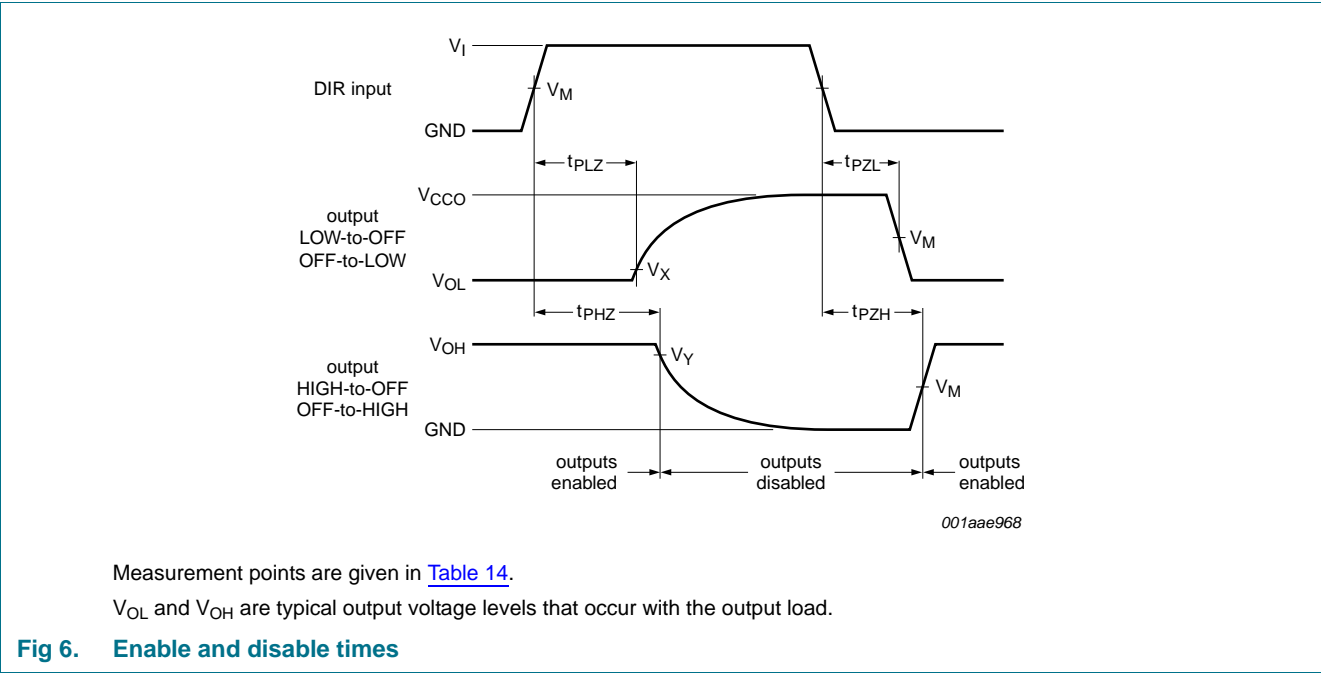 V_I
DIR input
V_M
GND
t_PLZ
t_PZL
V_CCO
output
LOW-to-OFF
OFF-to-LOW
V_M
V_X
V_OL
t_PHZ
t_PZH
V_OH
V_Y
output
HIGH-to-OFF
OFF-to-HIGH
V_M
GND
outputs
enabled
outputs
disabled
outputs
enabled
001aae968
Measurement points are given in Table 14.
V_OL and V_OH are typical output voltage levels that occur with the output load.
Fig 6. Enable and disable times